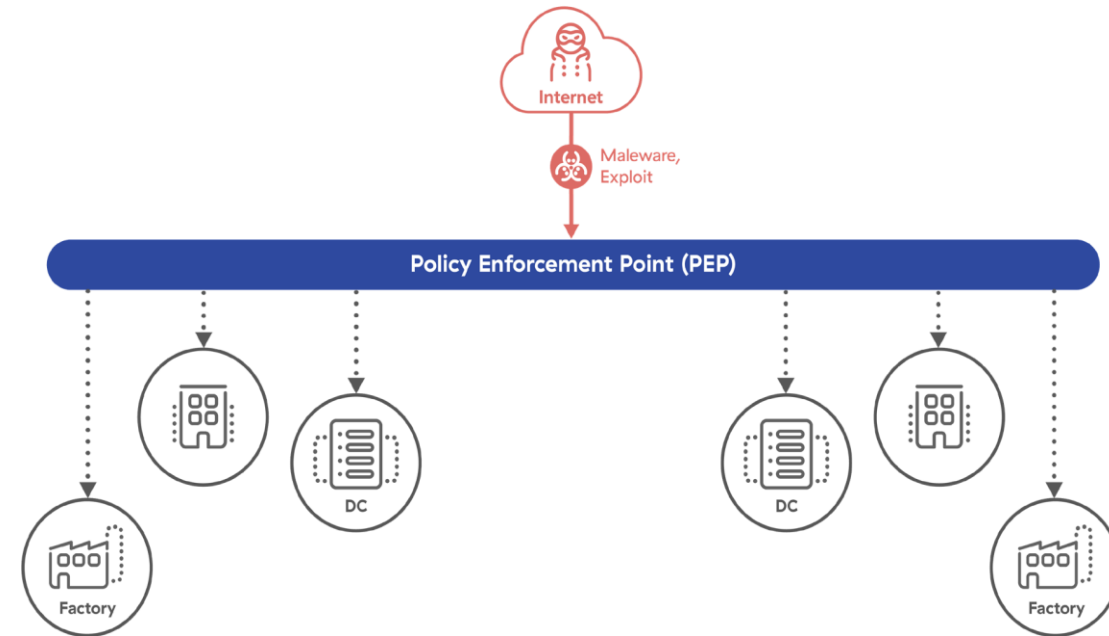 Internet
Maleware,
Exploit
Policy Enforcement Point (PEP)
DC
DC
Factory
Factory